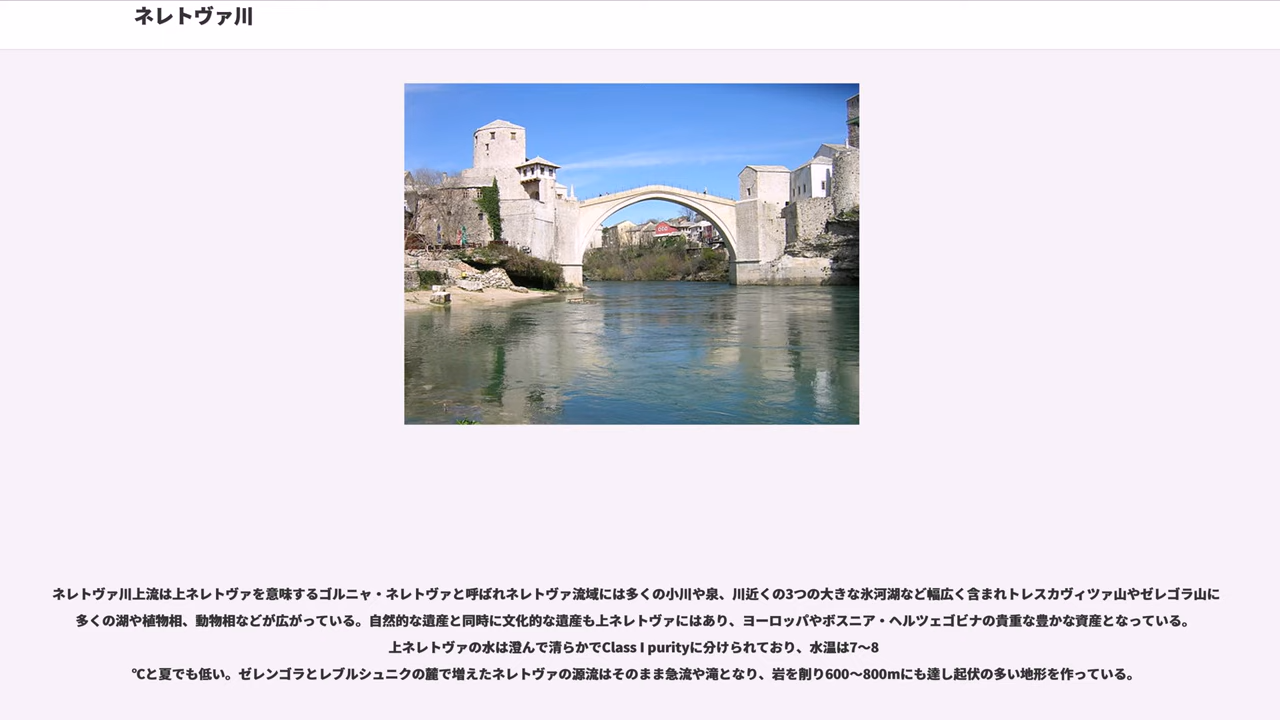 ネレトヴァ川
ネレトヴァ川上流は上ネレトヴァを意味するゴルニャ・ネレトヴァと呼ばれネレトヴァ流域には多くの小川や泉、川近くの3つの大きな氷河湖など幅広く含まれトレスカヴィツァ山やゼレゴラ山に
多くの湖や植物相、動物相などが広がっている。自然的な遺産と同時に文化的な遺産も上ネレトヴァにはあり、ヨーロッパやボスニア・ヘルツェゴビナの貴重な豊かな資産となっている。
上ネレトヴァの水は澄んで清らかでClass I purityに分けられており、水温は7〜8
℃と夏でも低い。ゼレンゴラとレブルシュニクの麓で増えたネレトヴァの源流はそのまま急流や滝となり、岩を削り600〜800mにも達し起伏の多い地形を作っている。